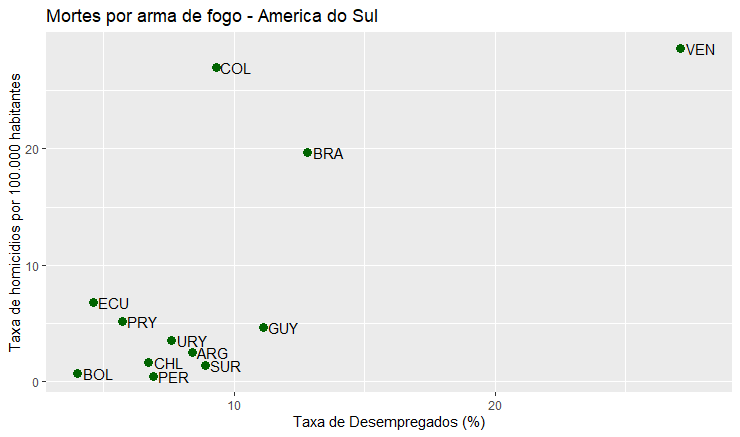 Mortes por arma de fogo - America do Sul
Taxa de homicidios por 100.000 habitantes
VEN
COL
20
BRA
10
ECU
PRY
GUY
URY
ARG
CHL
SUR
BOL
PER
0
10
20
Taxa de Desempregados (%)